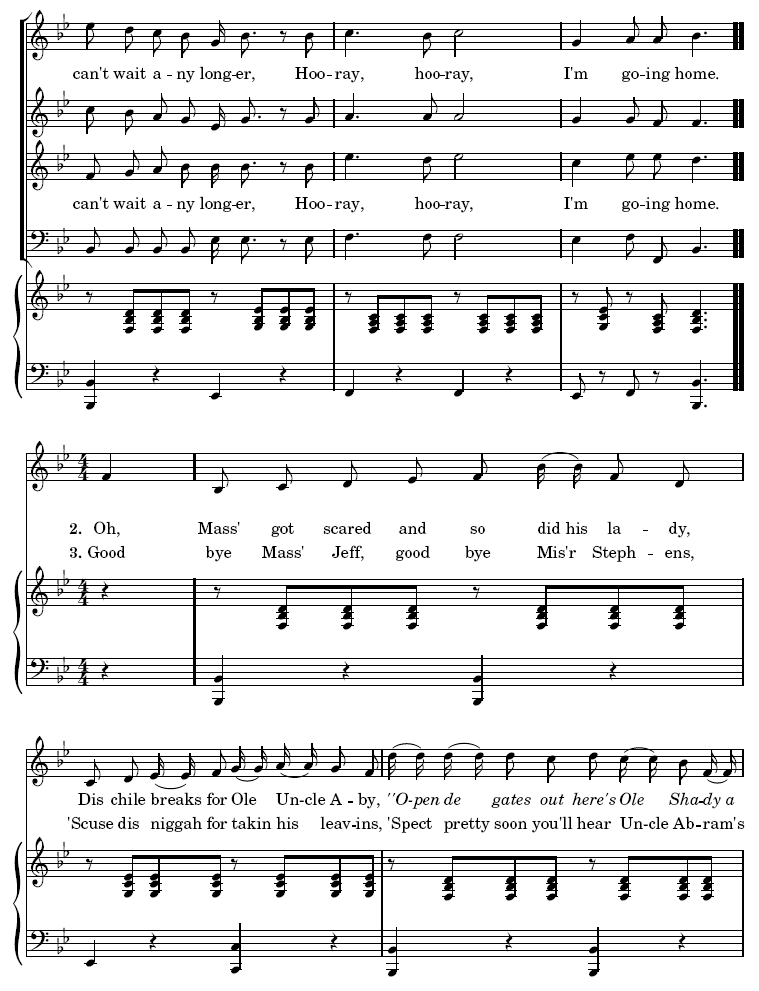 can't wait a - ny long-er, Hoo-ray, hoo-ray, I'm go-ing home.
can't wait a - ny long-er, Hoo-ray, hoo-ray, I'm go-ing home.
2. Oh, Mass' got scared and so did his la - dy,
3. Good bye Mass' Jeff, good bye Mis'r Steph - ens,
Dis chile breaks for Ole Un-cle A - by, ''O-pen de gates out here's Ole Sha-dy a
'Scuse dis niggah for takin his leav-ins, 'Spect pretty soon you'll hear Un-cle Ab-ram's